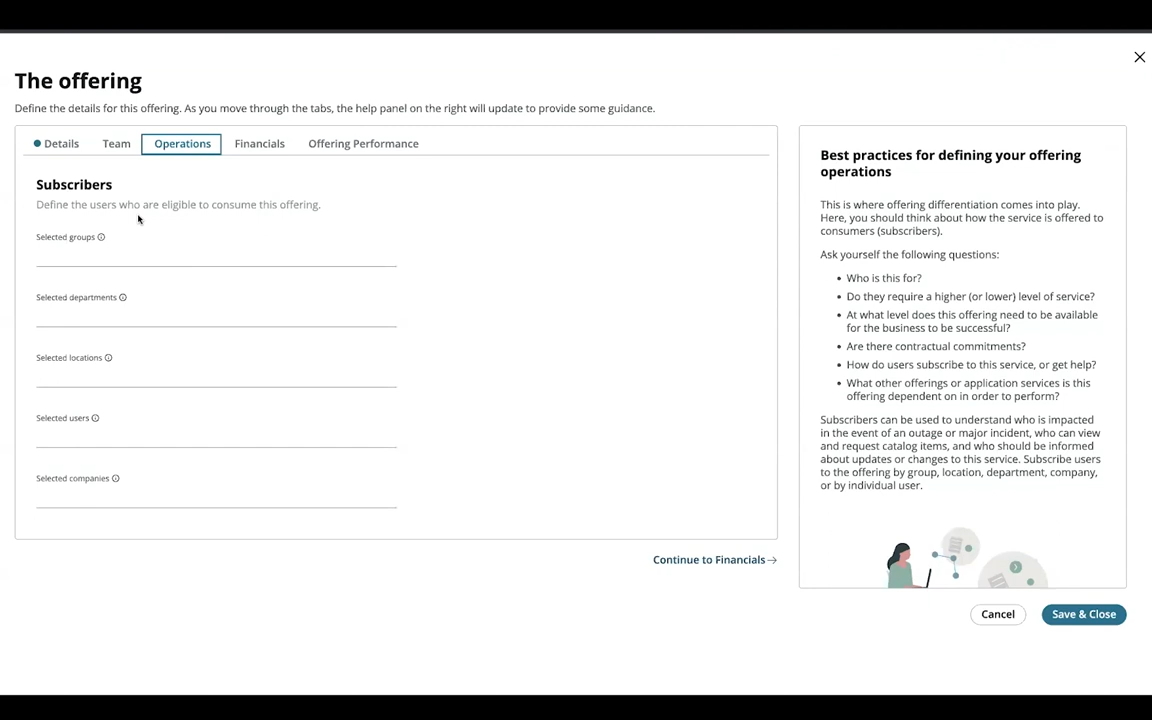 The offering
Define the details for this offering. As you move through the tabs, the help panel on the right will update to provide some guidance.
Details
Team
Operations
Financials
Offering Performance
Subscribers
Define the users who are eligible to consume this offering.
Selected groups
Selected departments
Selected locations
Selected users
Selected companies
Continue to Financials
Best practices for defining your offering
operations
This is where offering differentiation comes into play.
Here, you should think about how the service is offered to
consumers (subscribers).
Ask yourself the following questions:
• Who is this for?
• Do they require a higher (or lower) level of service?
• At what level does this offering need to be available
for the business to be successful?
• Are there contractual commitments?
• How do users subscribe to this service, or get help?
• What other offerings or application services is this
offering dependent on in order to perform?
Subscribers can be used to understand who is impacted
in the event of an outage or major incident, who can view
and request catalog items, and who should be informed
about updates or changes to this service. Subscribe users
to the offering by group, location, department, company,
or by individual user.
Cancel
Save & Close